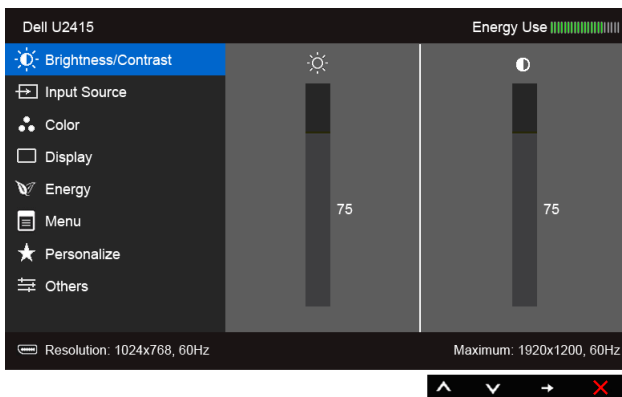 Dell U2415
Energy Use
Brightness/Contrast
Input Source
Color
Display
Energy
Menu
Personalize
Others
75
75
Resolution: 1024x768, 60Hz
Maximum: 1920x1200, 60Hz